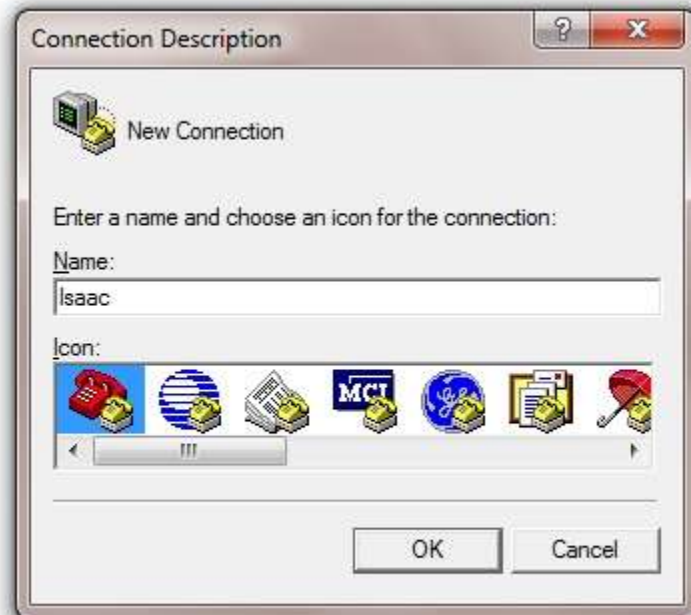 Connection Description
New Connection
Enter a name and choose an icon for the connection:
Name:
Isaac
Icon:
MCI
OK Cancel